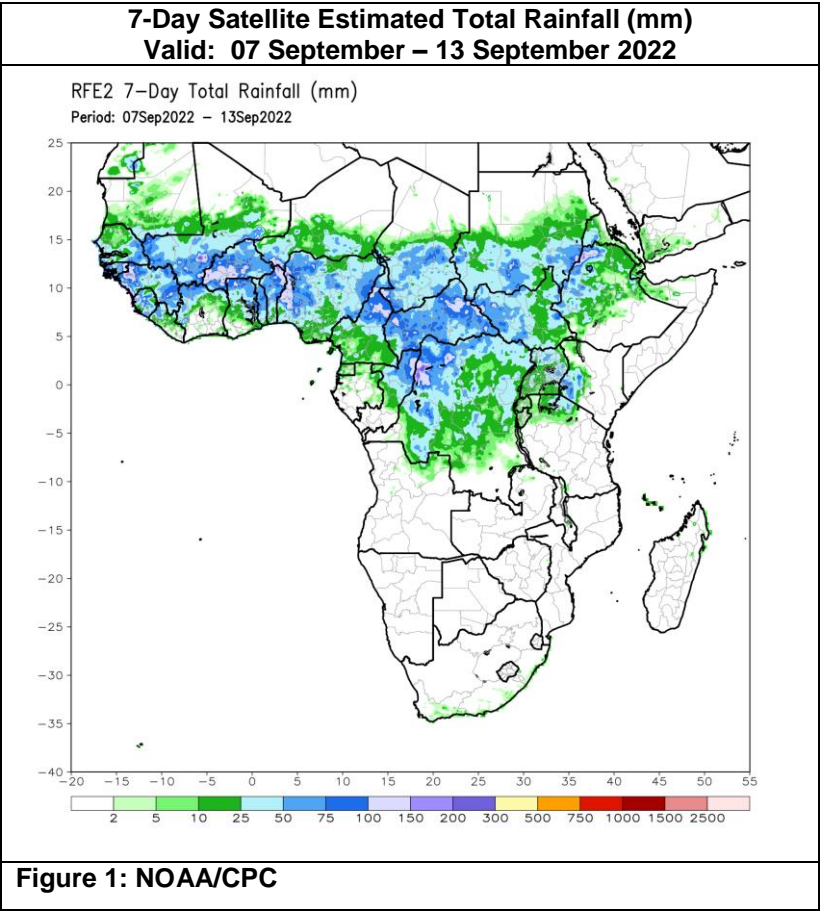 7-Day Satellite Estimated Total Rainfall (mm)
Valid:  07 September – 13 September 2022
RFE2 7-Day Total Rainfall (mm)
Period: 07Sep2022 - 13Sep2022
25
20
15
10
5
0
-5
-10
-15
-20
-25
-30
-35
-40
-20 -15 -10 -5 0 5 10 15 20 25 30 35 40 45 50 55
2 5 10 25 50 75 100 150 200 300 500 750 1000 1500 2500
Figure 1: NOAA/CPC